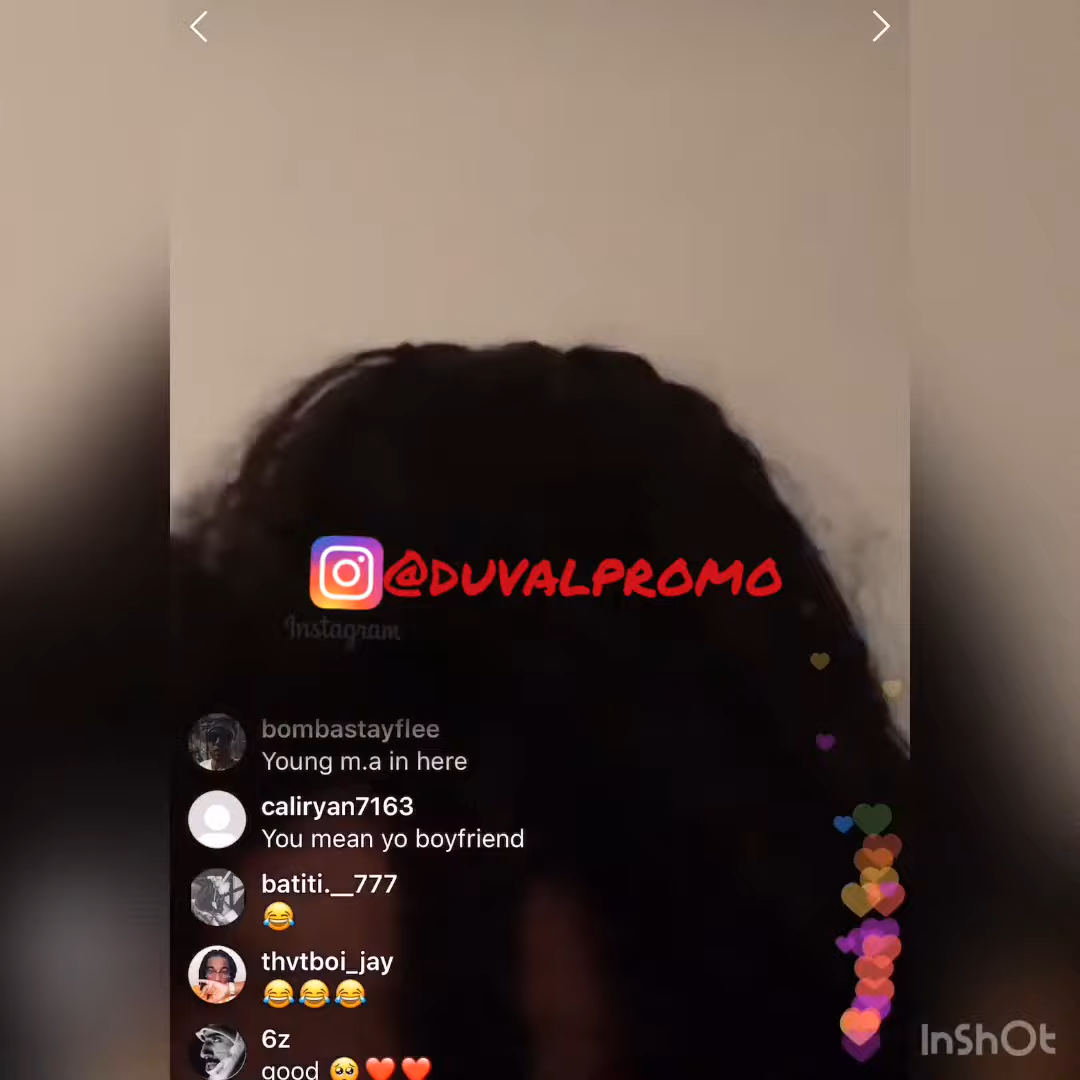 @DUVALPROMO
Instagram
bombastayflee
Young m.a in here
caliryan7163
You mean yo boyfriend
batiti.__777
😂
thvtboi_jay
😂😂😂
6z
good 🥺❤️❤️
InShOt